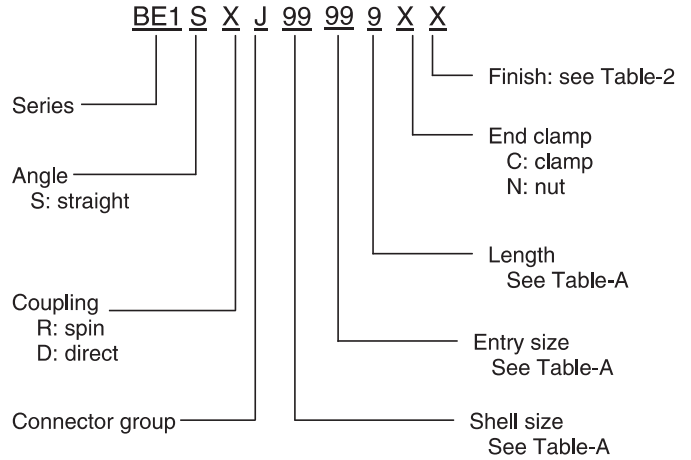 BE1 S X J 99 99 9 X X
Finish: see Table-2
Series
End clamp
C: clamp
N: nut
Angle
S: straight
Length
See Table-A
Coupling
R: spin
D: direct
Entry size
See Table-A
Connector group
Shell size
See Table-A